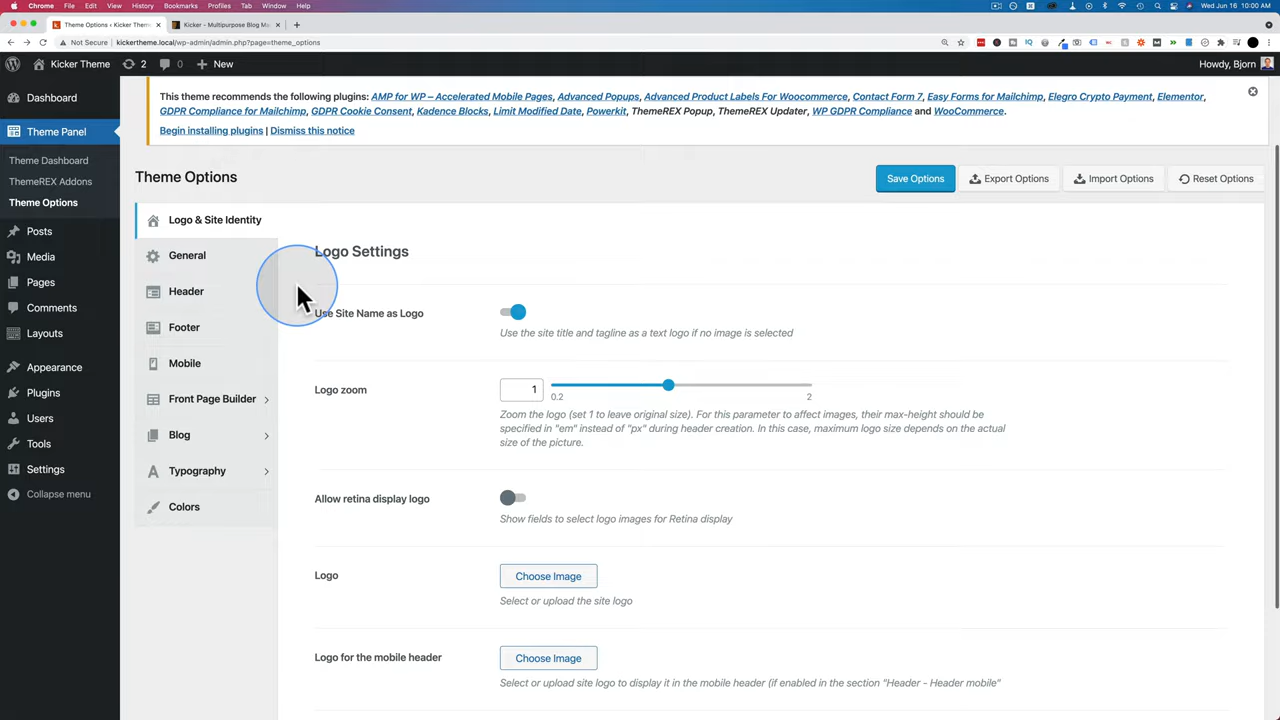 Chrome File Edit View History Bookmarks Profiles Tab Window Help
Wed Jun 16 10:00 AM
Theme Options ‹ Kicker Them
Kicker - Multipurpose Blog M
Not Secure kickertheme.local/wp-admin/admin.php?page=theme_options
Kicker Theme 2 0 New
Howdy, Bjorn
Dashboard
Theme Panel
Theme Dashboard
ThemeREX Addons
Theme Options
Posts
Media
Pages
Comments
Layouts
Appearance
Plugins
Users
Tools
Settings
Collapse menu
This theme recommends the following plugins: AMP for WP – Accelerated Mobile Pages, Advanced Popups, Advanced Product Labels For Woocommerce, Contact Form 7, Easy Forms for Mailchimp, Elegro Crypto Payment, Elementor,
GDPR Compliance for Mailchimp, GDPR Cookie Consent, Kadence Blocks, Limit Modified Date, Powerkit, ThemeREX Popup, ThemeREX Updater, WP GDPR Compliance and WooCommerce.
Begin installing plugins | Dismiss this notice
Theme Options
Save Options
Export Options
Import Options
Reset Options
Logo & Site Identity
General
Header
Footer
Mobile
Front Page Builder
Blog
Typography
Colors
Logo Settings
Use Site Name as Logo
Use the site title and tagline as a text logo if no image is selected
Logo zoom
1
0.2 2
Zoom the logo (set 1 to leave original size). For this parameter to affect images, their max-height should be
specified in "em" instead of "px" during header creation. In this case, maximum logo size depends on the actual
size of the picture.
Allow retina display logo
Show fields to select logo images for Retina display
Logo
Choose Image
Select or upload the site logo
Logo for the mobile header
Choose Image
Select or upload site logo to display it in the mobile header (if enabled in the section "Header - Header mobile"